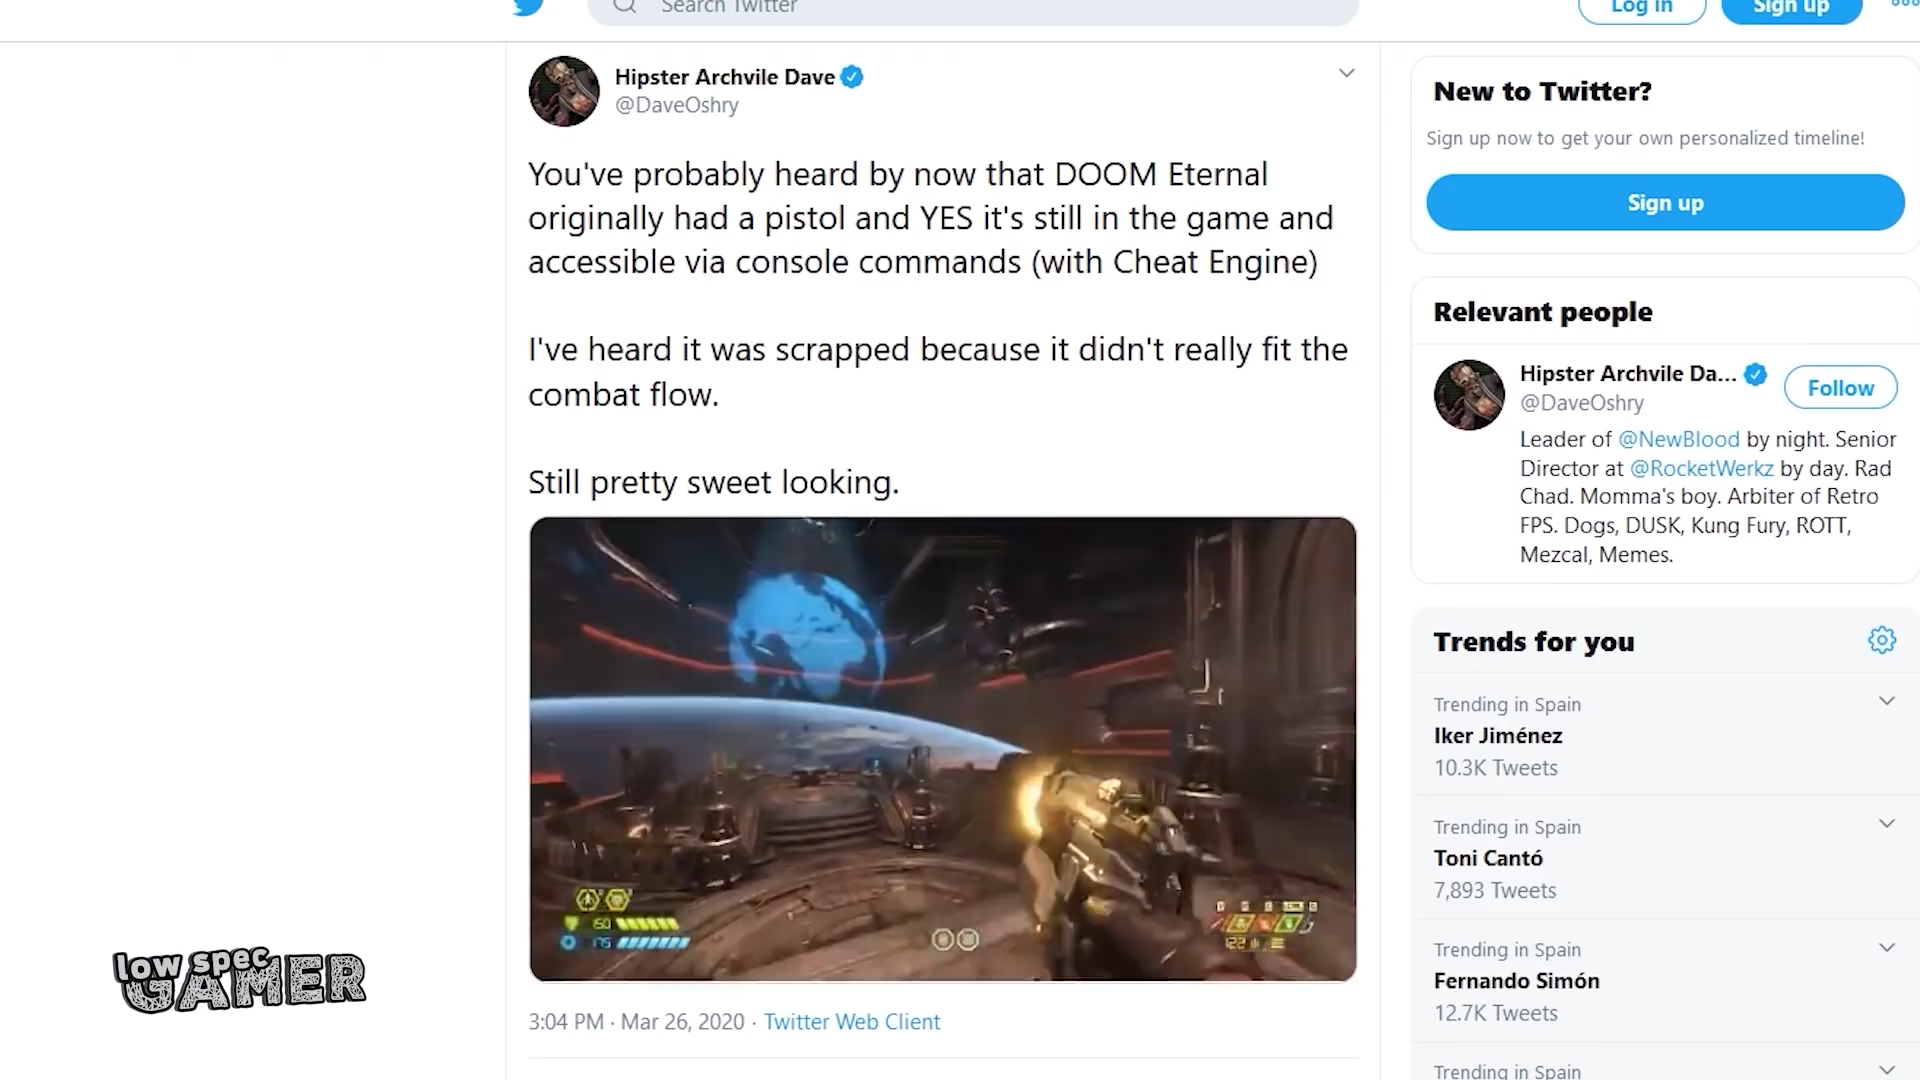 Search Twitter
Log in
Sign up
Hipster Archvile Dave
@DaveOshry
You've probably heard by now that DOOM Eternal
originally had a pistol and YES it's still in the game and
accessible via console commands (with Cheat Engine)
I've heard it was scrapped because it didn't really fit the
combat flow.
Still pretty sweet looking.
150
175
122
3:04 PM · Mar 26, 2020 · Twitter Web Client
New to Twitter?
Sign up now to get your own personalized timeline!
Sign up
Relevant people
Hipster Archvile Da...
@DaveOshry
Follow
Leader of @NewBlood by night. Senior
Director at @RocketWerkz by day. Rad
Chad. Momma's boy. Arbiter of Retro
FPS. Dogs, DUSK, Kung Fury, ROTT,
Mezcal, Memes.
Trends for you
Trending in Spain
Iker Jiménez
10.3K Tweets
Trending in Spain
Toni Cantó
7,893 Tweets
Trending in Spain
Fernando Simón
12.7K Tweets
Trending in Spain
low spec
GAMER